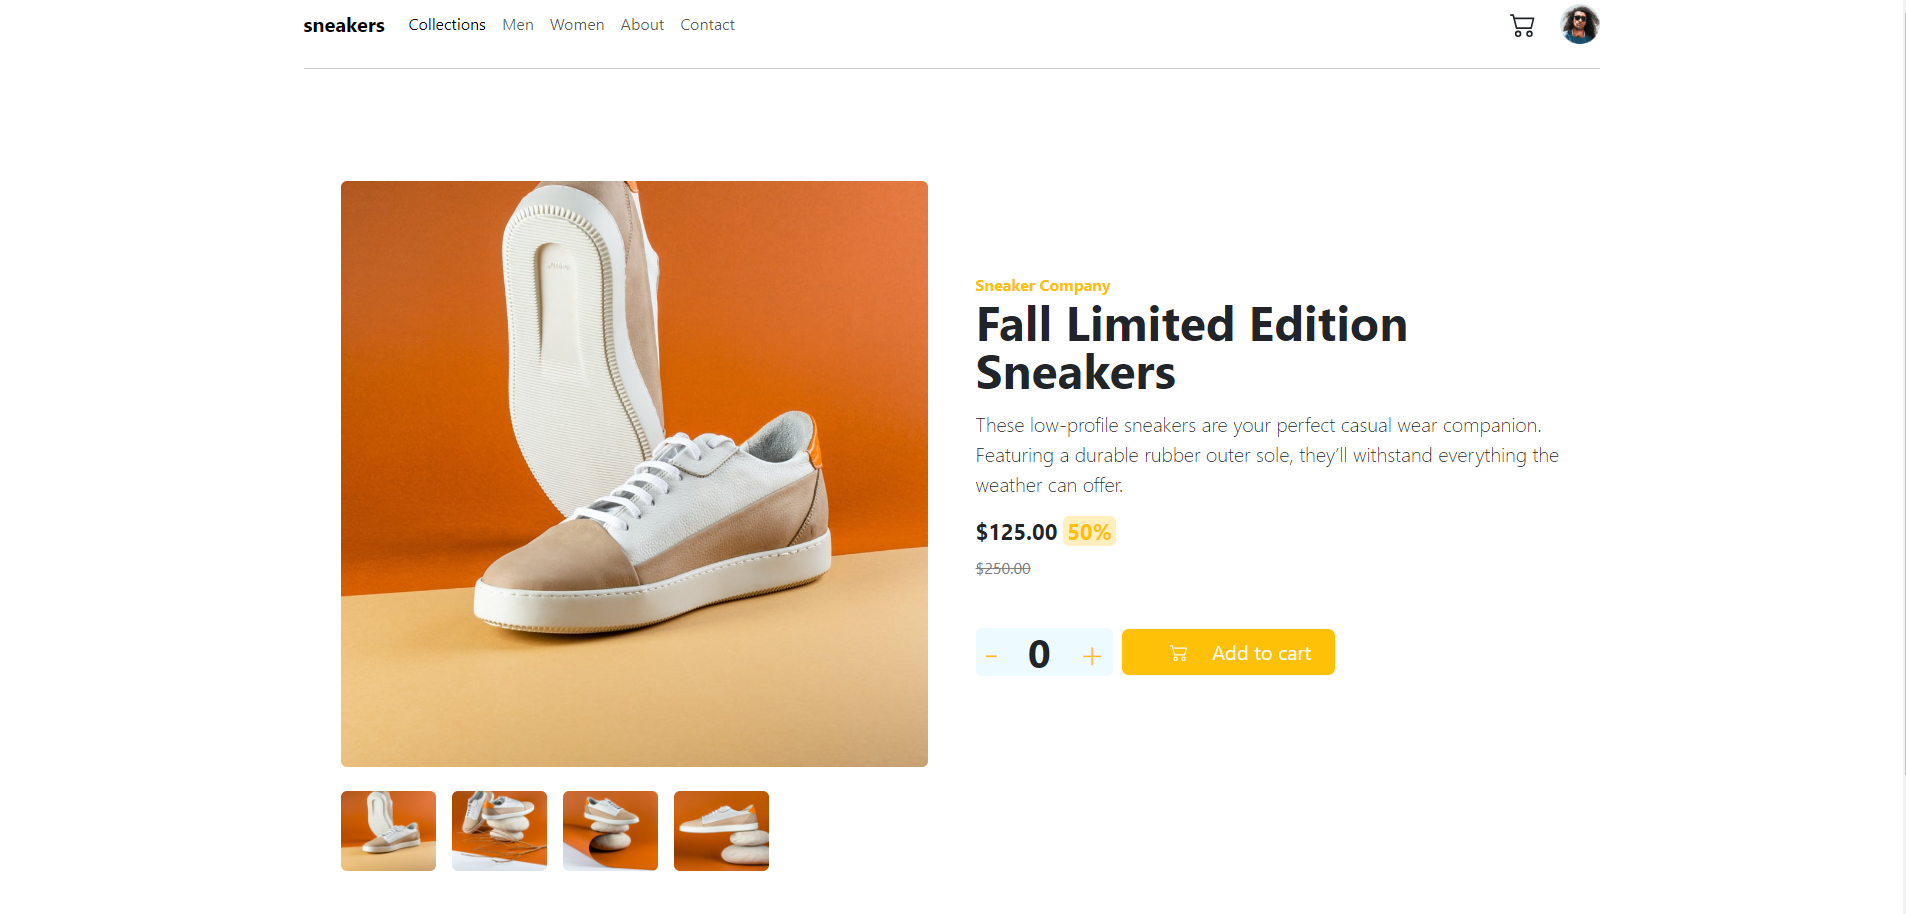 sneakers Collections Men Women About Contact
Sneaker Company
Fall Limited Edition
Sneakers
These low-profile sneakers are your perfect casual wear companion.
Featuring a durable rubber outer sole, they’ll withstand everything the
weather can offer.
$125.00 50%
$250.00
- 0 + Add to cart